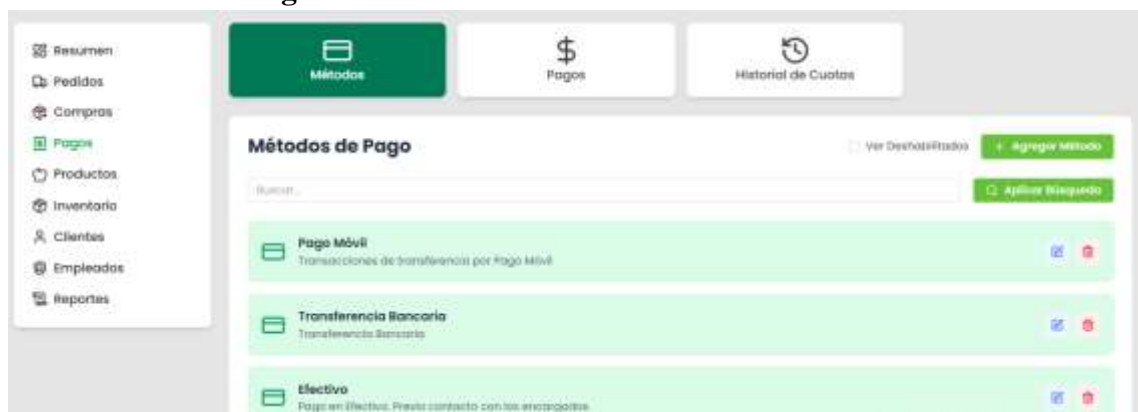 Resumen
Pedidos
Compras
Pagos
Productos
Inventario
Clientes
Empleados
Reportes
Métodos
Pagos
Historial de Cuotas
Métodos de Pago
Ver Deshabilitados
+ Agregar Método
Buscar...
Aplicar Búsqueda
Pago Móvil
Transacciones de transferencia por Pago Móvil
Transferencia Bancaria
Transferencia Bancaria
Efectivo
Pago en Efectivo. Previo contacto con los encargados.